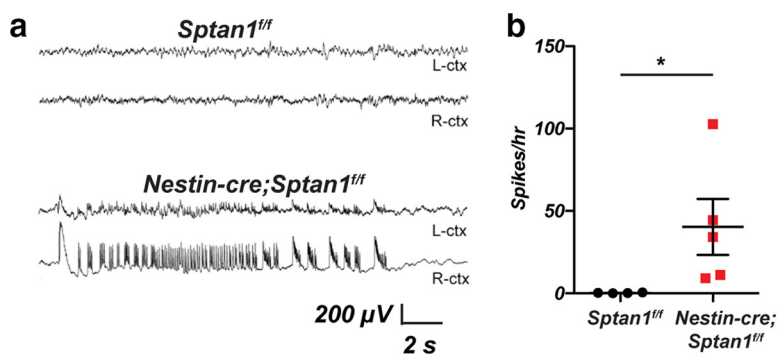 a
Sptan1f/f
L-ctx
R-ctx
Nestin-cre;Sptan1f/f
L-ctx
R-ctx
200 µV
2 s
b
*
Spikes/hr
150
100
50
0
Sptan1f/f
Nestin-cre;
Sptan1f/f